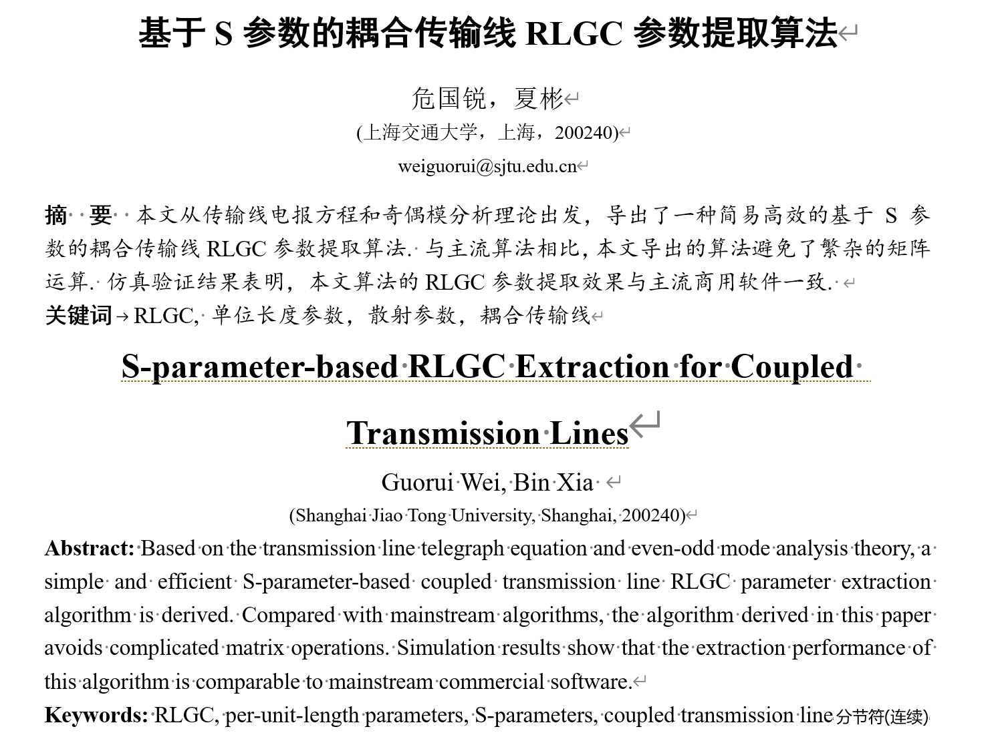 基于 S 参数的耦合传输线 RLGC 参数提取算法
危国锐，夏彬
(上海交通大学，上海，200240)
weiguorui@sjtu.edu.cn
摘 要 本文从传输线电报方程和奇偶模分析理论出发，导出了一种简易高效的基于 S 参
数的耦合传输线 RLGC 参数提取算法. 与主流算法相比, 本文导出的算法避免了繁杂的矩阵
运算. 仿真验证结果表明，本文算法的 RLGC 参数提取效果与主流商用软件一致.
关键词 RLGC, 单位长度参数，散射参数，耦合传输线
S-parameter-based RLGC Extraction for Coupled
Transmission Lines
Guorui Wei, Bin Xia
(Shanghai Jiao Tong University, Shanghai, 200240)
Abstract: Based on the transmission line telegraph equation and even-odd mode analysis theory, a
simple and efficient S-parameter-based coupled transmission line RLGC parameter extraction
algorithm is derived. Compared with mainstream algorithms, the algorithm derived in this paper
avoids complicated matrix operations. Simulation results show that the extraction performance of
this algorithm is comparable to mainstream commercial software.
Keywords: RLGC, per-unit-length parameters, S-parameters, coupled transmission line 分节符(连续)